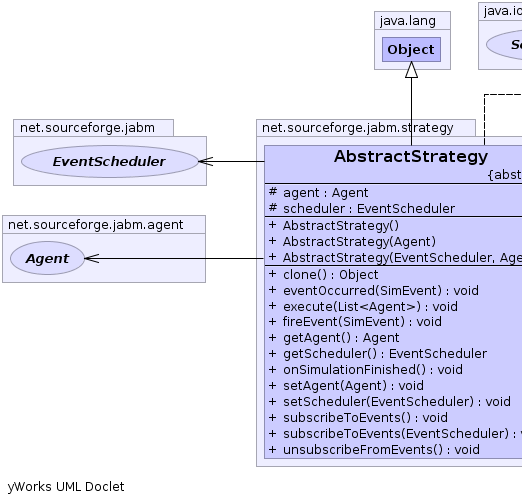 java.lang
Object
java.io
net.sourceforge.jabm
EventScheduler
net.sourceforge.jabm.strategy
AbstractStrategy
{abst
# agent : Agent
# scheduler : EventScheduler
+ AbstractStrategy()
+ AbstractStrategy(Agent)
+ AbstractStrategy(EventScheduler, Age
+ clone() : Object
+ eventOccurred(SimEvent) : void
+ execute(List<Agent>) : void
+ fireEvent(SimEvent) : void
+ getAgent() : Agent
+ getScheduler() : EventScheduler
+ onSimulationFinished() : void
+ setAgent(Agent) : void
+ setScheduler(EventScheduler) : void
+ subscribeToEvents() : void
+ subscribeToEvents(EventScheduler) : v
+ unsubscribeFromEvents() : void
net.sourceforge.jabm.agent
Agent
yWorks UML Doclet